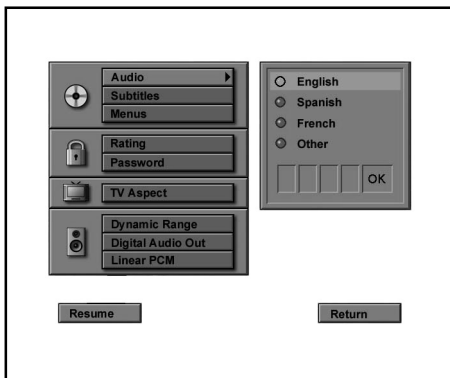 Audio
Subtitles
Menus
Rating
Password
TV Aspect
Dynamic Range
Digital Audio Out
Linear PCM
English
Spanish
French
Other
OK
Resume
Return